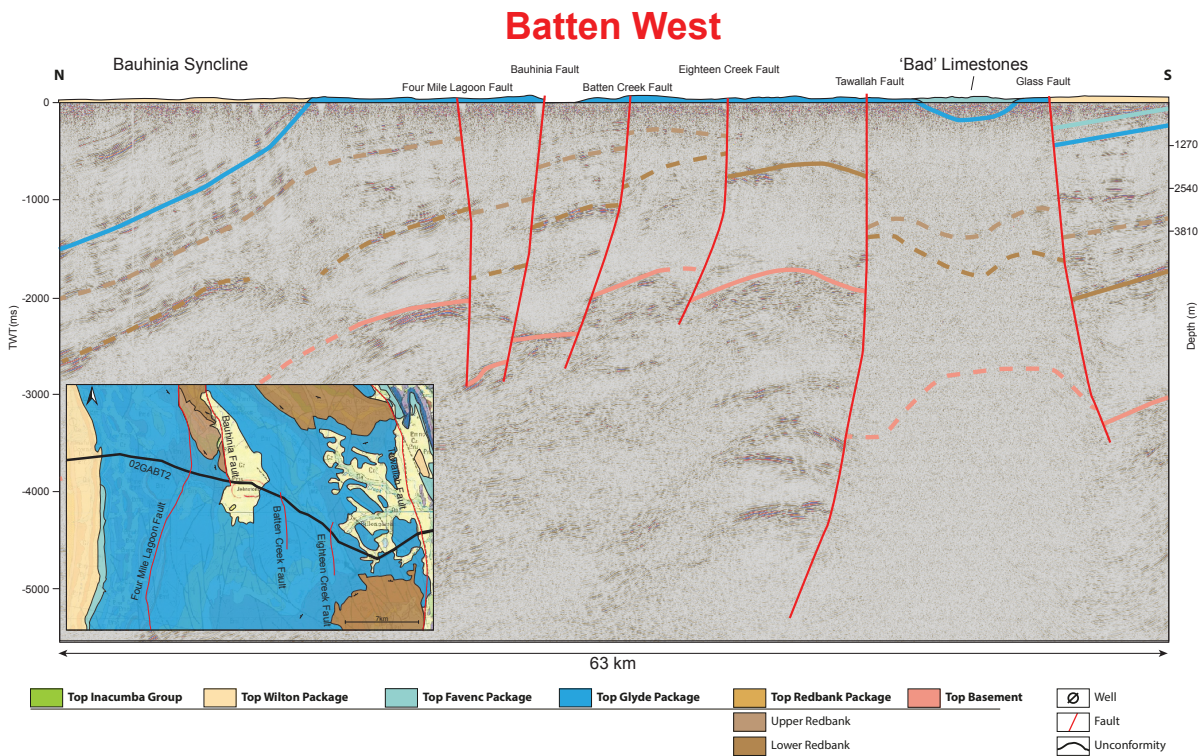 Batten West
N
Bauhinia Syncline
Four Mile Lagoon Fault
Bauhinia Fault
Batten Creek Fault
Eighteen Creek Fault
Tawallah Fault
'Bad' Limestones
Glass Fault
S
0
-1000
-2000
-3000
-4000
-5000
TWT(ms)
1270
2540
3810
Depth (m)
02GABT2
Four Mile Lagoon Fault
Bauhinia Fault
Batten Creek Fault
Eighteen Creek Fault
Tawallah Fault
7km
63 km
Top Inacumba Group
Top Wilton Package
Top Favenc Package
Top Glyde Package
Top Redbank Package
Top Basement
Well
Upper Redbank
Fault
Lower Redbank
Unconformity